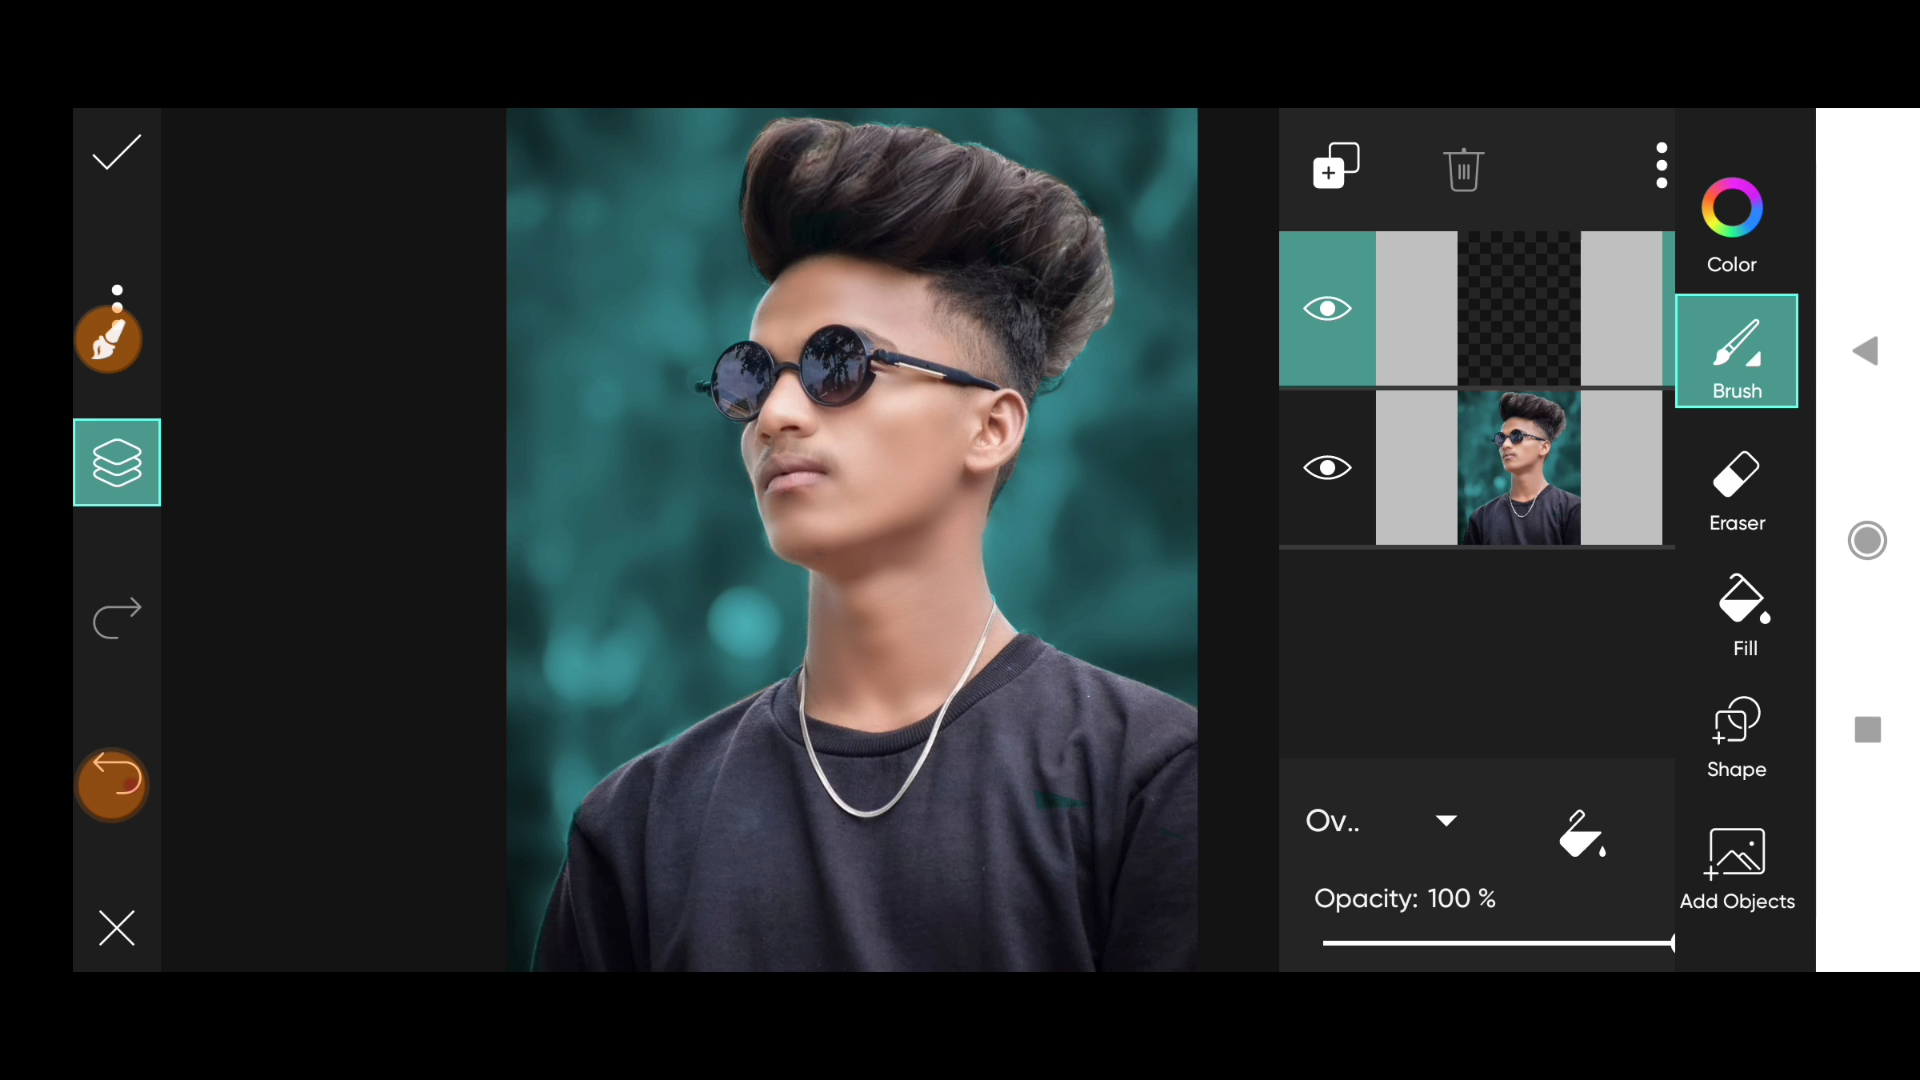 Color
Brush
Eraser
Fill
Shape
Add Objects
Ov..
Opacity: 100 %